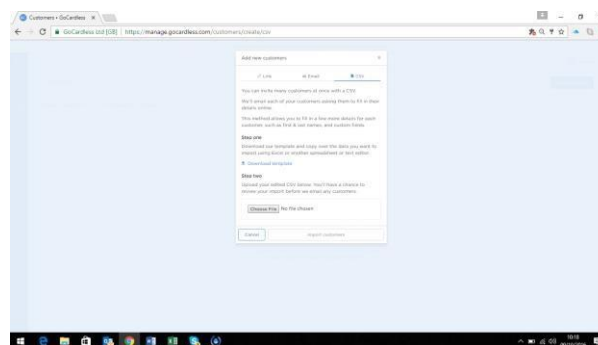 Customers • GoCardless
GoCardless Ltd [GB] https://manage.gocardless.com/customers/create/csv
Add new customers
Link Email CSV
You can invite many customers at once with a CSV.
We'll email each of your customers asking them to fill in their
details online.
This method allows you to fill in a few more details for each
customer, such as first & last names, and custom fields.
Step one
Download our template and copy over the data you want to
import using Excel or another spreadsheet or text editor.
Download template
Step two
Upload your edited CSV below. You'll have a chance to
review your import before we email any customers.
Choose File No file chosen
Cancel Import customers
10:18